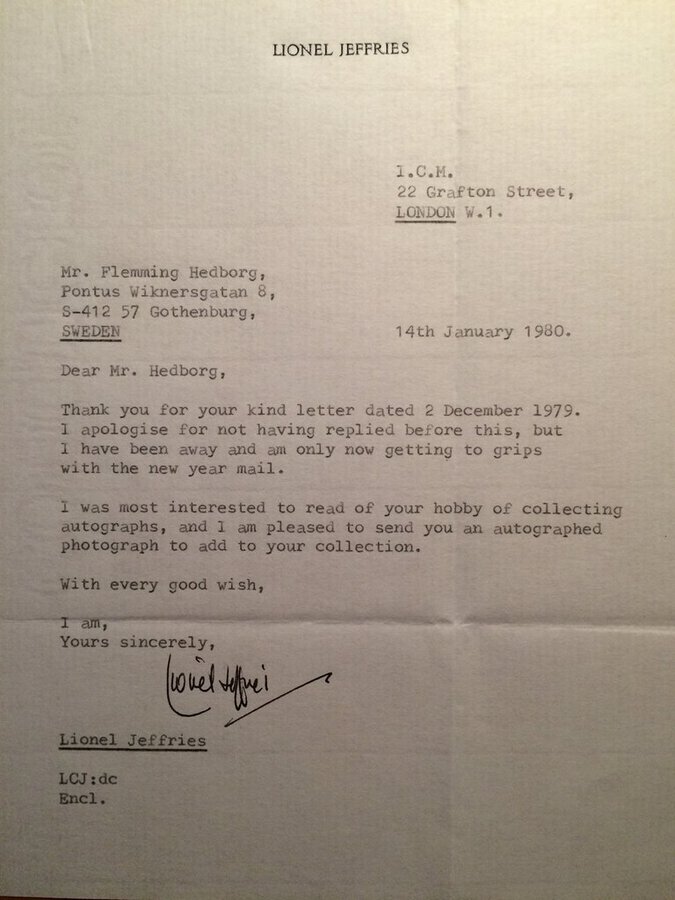 LIONEL JEFFRIES
I.C.M.
22 Grafton Street,
LONDON W.1.
Mr. Flemming Hedborg,
Pontus Wiknersgatan 8,
S-412 57 Gothenburg,
SWEDEN
14th January 1980.
Dear Mr. Hedborg,
Thank you for your kind letter dated 2 December 1979.
I apologise for not having replied before this, but
I have been away and am only now getting to grips
with the new year mail.
I was most interested to read of your hobby of collecting
autographs, and I am pleased to send you an autographed
photograph to add to your collection.
With every good wish,
I am,
Yours sincerely,
Lionel Jeffries
Lionel Jeffries
LCJ:dc
Encl.